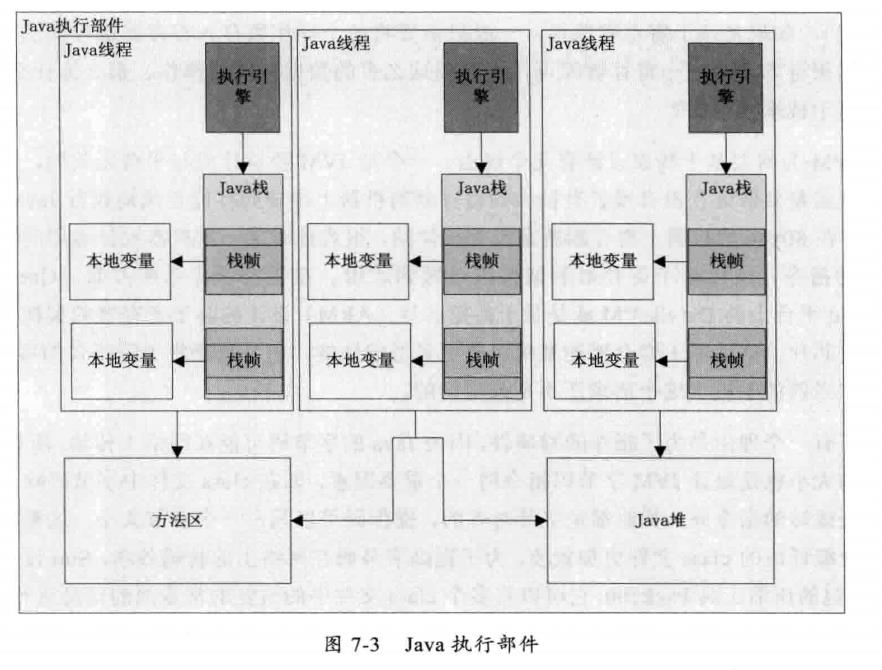 Java执行部件
Java线程
Java线程
Java线程
执行引
擎
执行引
擎
执行引
擎
Java栈
Java栈
Java栈
本地变量
栈帧
本地变量
栈帧
本地变量
栈帧
本地变量
栈帧
本地变量
栈帧
本地变量
栈帧
方法区
Java堆
图 7-3 Java 执行部件